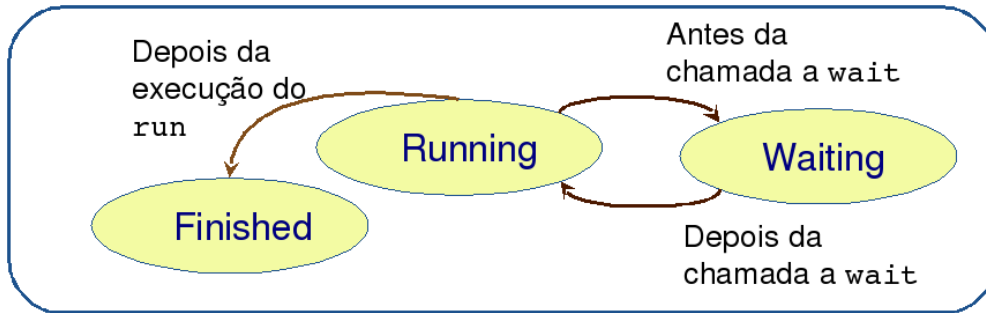 Depois da
execução do
run
Antes da
chamada a wait
Running
Waiting
Finished
Depois da
chamada a wait